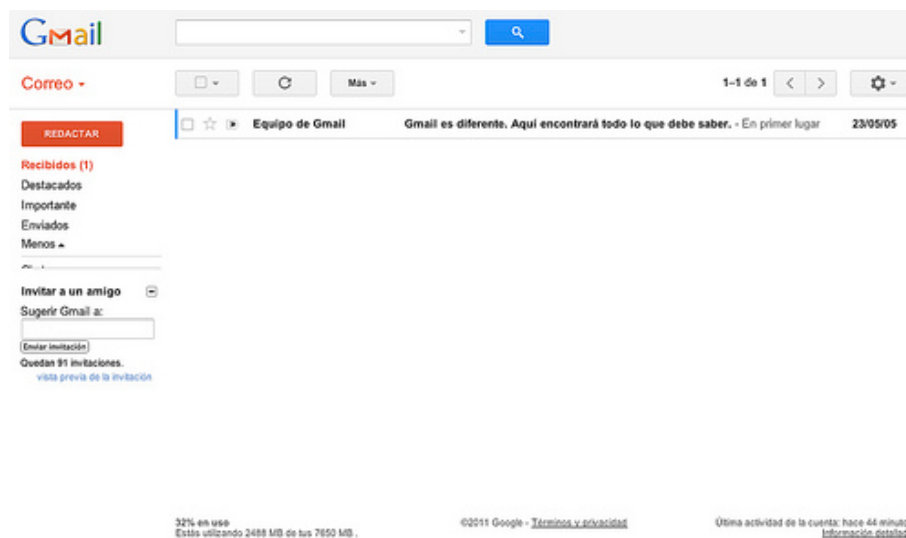 Gmail
Correo
Más
1–1 de 1
REDACTAR
Equipo de Gmail
Gmail es diferente. Aquí encontrará todo lo que debe saber. - En primer lugar
23/05/05
Recibidos (1)
Destacados
Importante
Enviados
Menos
Invitar a un amigo
Sugerir Gmail a:
Enviar invitación
Quedan 91 invitaciones.
vista previa de la invitación
32% en uso
Estás utilizando 2488 MB de tus 7650 MB .
©2011 Google - Términos y privacidad
Última actividad de la cuenta: hace 44 minuto
Información detallad